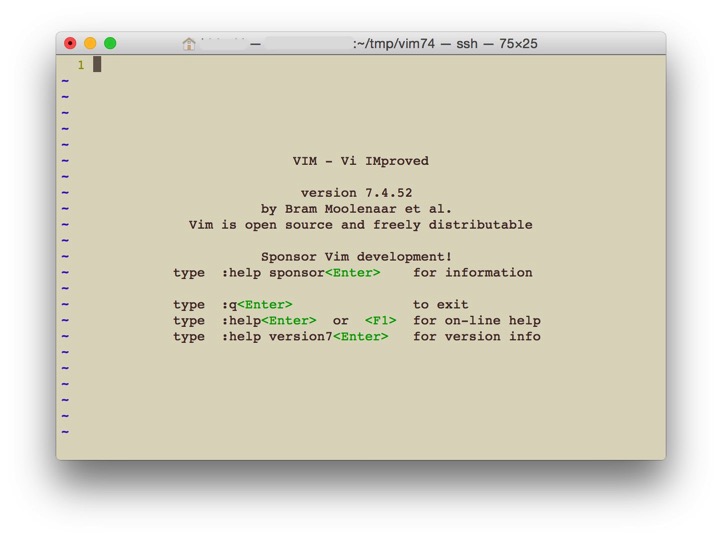 — :~/tmp/vim74 — ssh — 75×25
1
~
~
~
~
~
~ VIM - Vi IMproved
~
~ version 7.4.52
~ by Bram Moolenaar et al.
~ Vim is open source and freely distributable
~
~ Sponsor Vim development!
~ type :help sponsor<Enter> for information
~
~ type :q<Enter> to exit
~ type :help<Enter> or <F1> for on-line help
~ type :help version7<Enter> for version info
~
~
~
~
~
~